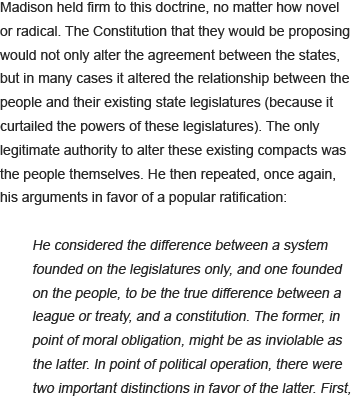 Madison held firm to this doctrine, no matter how novel
or radical. The Constitution that they would be proposing
would not only alter the agreement between the states,
but in many cases it altered the relationship between the
people and their existing state legislatures (because it
curtailed the powers of these legislatures). The only
legitimate authority to alter these existing compacts was
the people themselves. He then repeated, once again,
his arguments in favor of a popular ratification:
He considered the difference between a system
founded on the legislatures only, and one founded
on the people, to be the true difference between a
league or treaty, and a constitution. The former, in
point of moral obligation, might be as inviolable as
the latter. In point of political operation, there were
two important distinctions in favor of the latter. First,